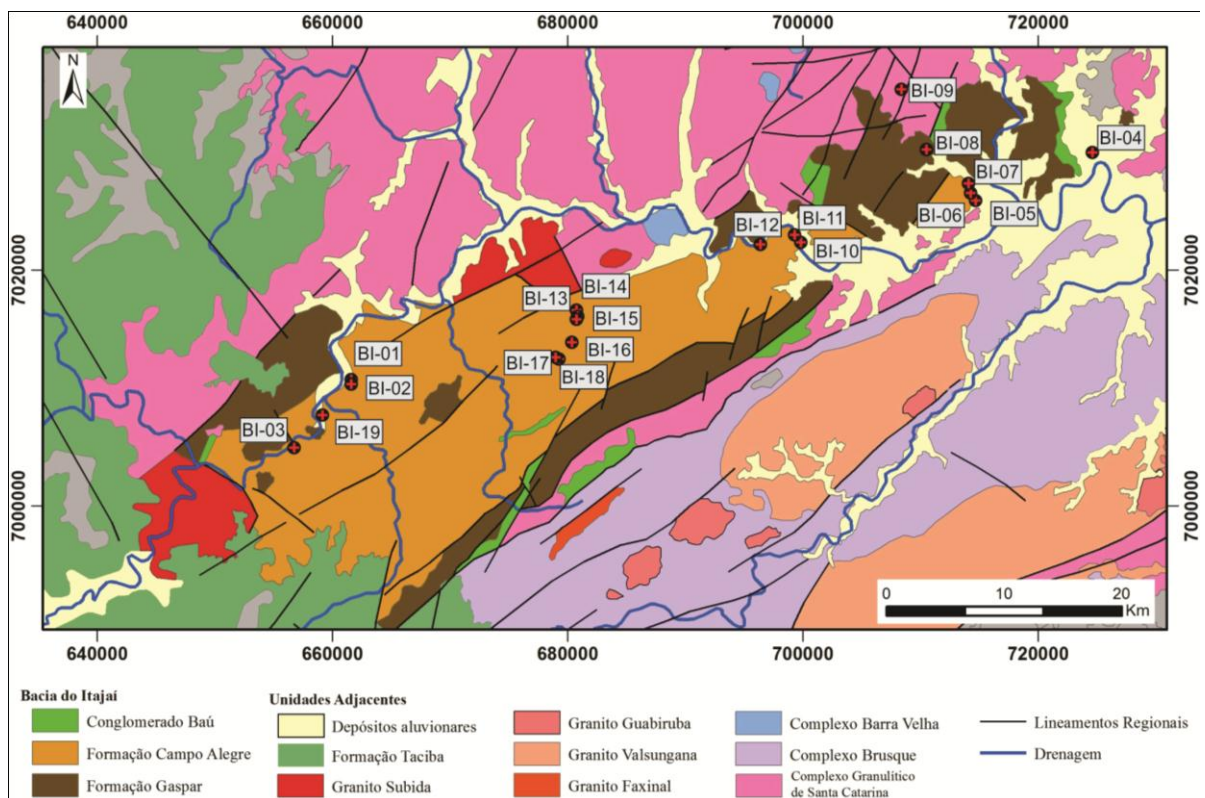 640000 660000 680000 700000 720000
N
BI-09
BI-08
BI-04
BI-07
BI-06
BI-05
BI-12
BI-11
BI-10
7020000
7020000
BI-14
BI-13
BI-15
BI-16
BI-17
BI-18
BI-01
BI-02
BI-03
BI-19
7000000
7000000
0 10 20
Km
640000 660000 680000 700000 720000
Bacia do Itajaí
Conglomerado Baú
Formação Campo Alegre
Formação Gaspar
Unidades Adjacentes
Depósitos aluvionares
Formação Taciba
Granito Subida
Granito Guabiruba
Granito Valsungana
Granito Faxinal
Complexo Barra Velha
Complexo Brusque
Complexo Granulítico
de Santa Catarina
Lineamentos Regionais
Drenagem